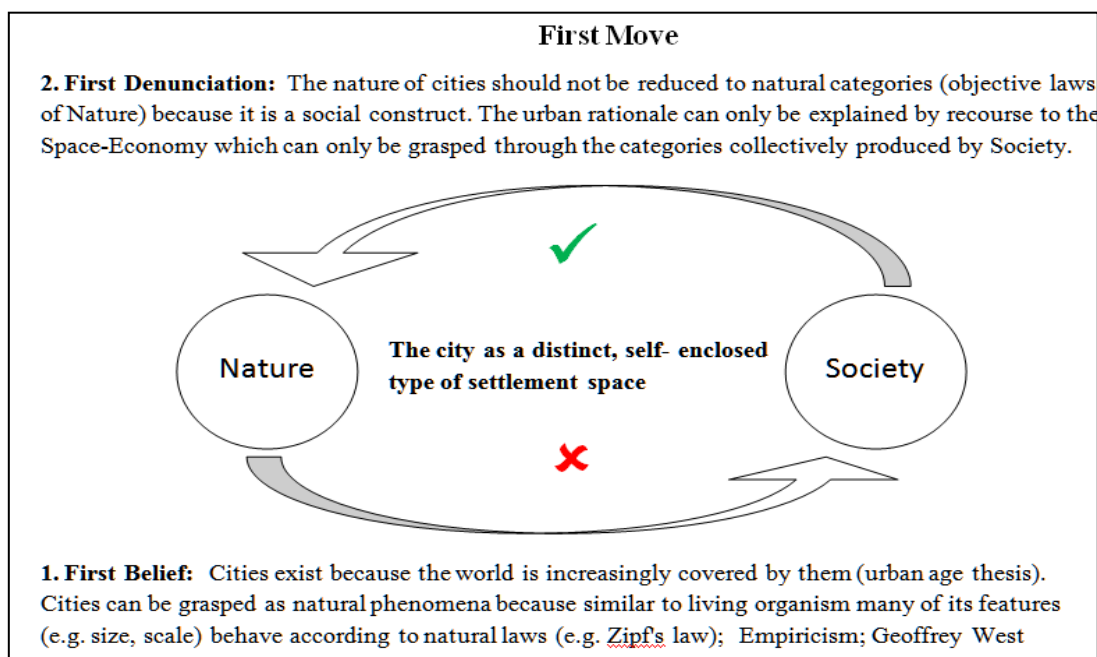 First Move
2. First Denunciation: The nature of cities should not be reduced to natural categories (objective laws
of Nature) because it is a social construct. The urban rationale can only be explained by recourse to the
Space-Economy which can only be grasped through the categories collectively produced by Society.
Nature
The city as a distinct, self- enclosed
type of settlement space
Society
1. First Belief: Cities exist because the world is increasingly covered by them (urban age thesis).
Cities can be grasped as natural phenomena because similar to living organism many of its features
(e.g. size, scale) behave according to natural laws (e.g. Zipf's law); Empiricism; Geoffrey West